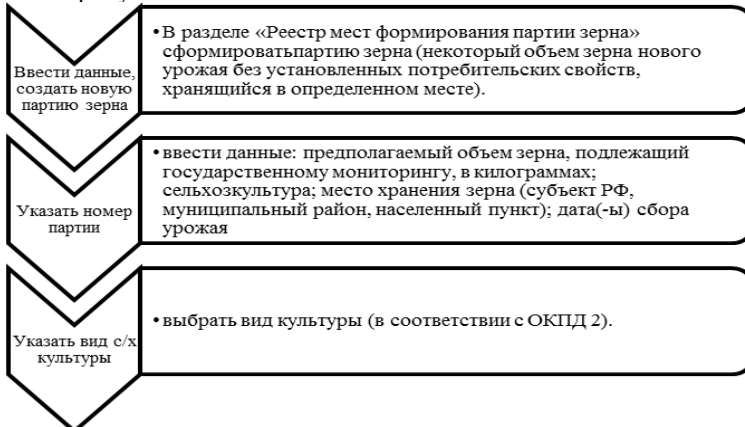 Ввести данные,
создать новую
партию зерна
•В разделе «Реестр мест формирования партии зерна»
сформироватьпартию зерна (некоторый объем зерна нового
урожая без установленных потребительских свойств,
хранящийся в определенном месте).
Указать номер
партии
•ввести данные: предполагаемый объем зерна, подлежащий
государственному мониторингу, в килограммах;
сельхозкультура; место хранения зерна (субъект РФ,
муниципальный район, населенный пункт); дата(-ы) сбора
урожая
Указать вид с/х
культуры
•выбрать вид культуры (в соответствии с ОКПД 2).